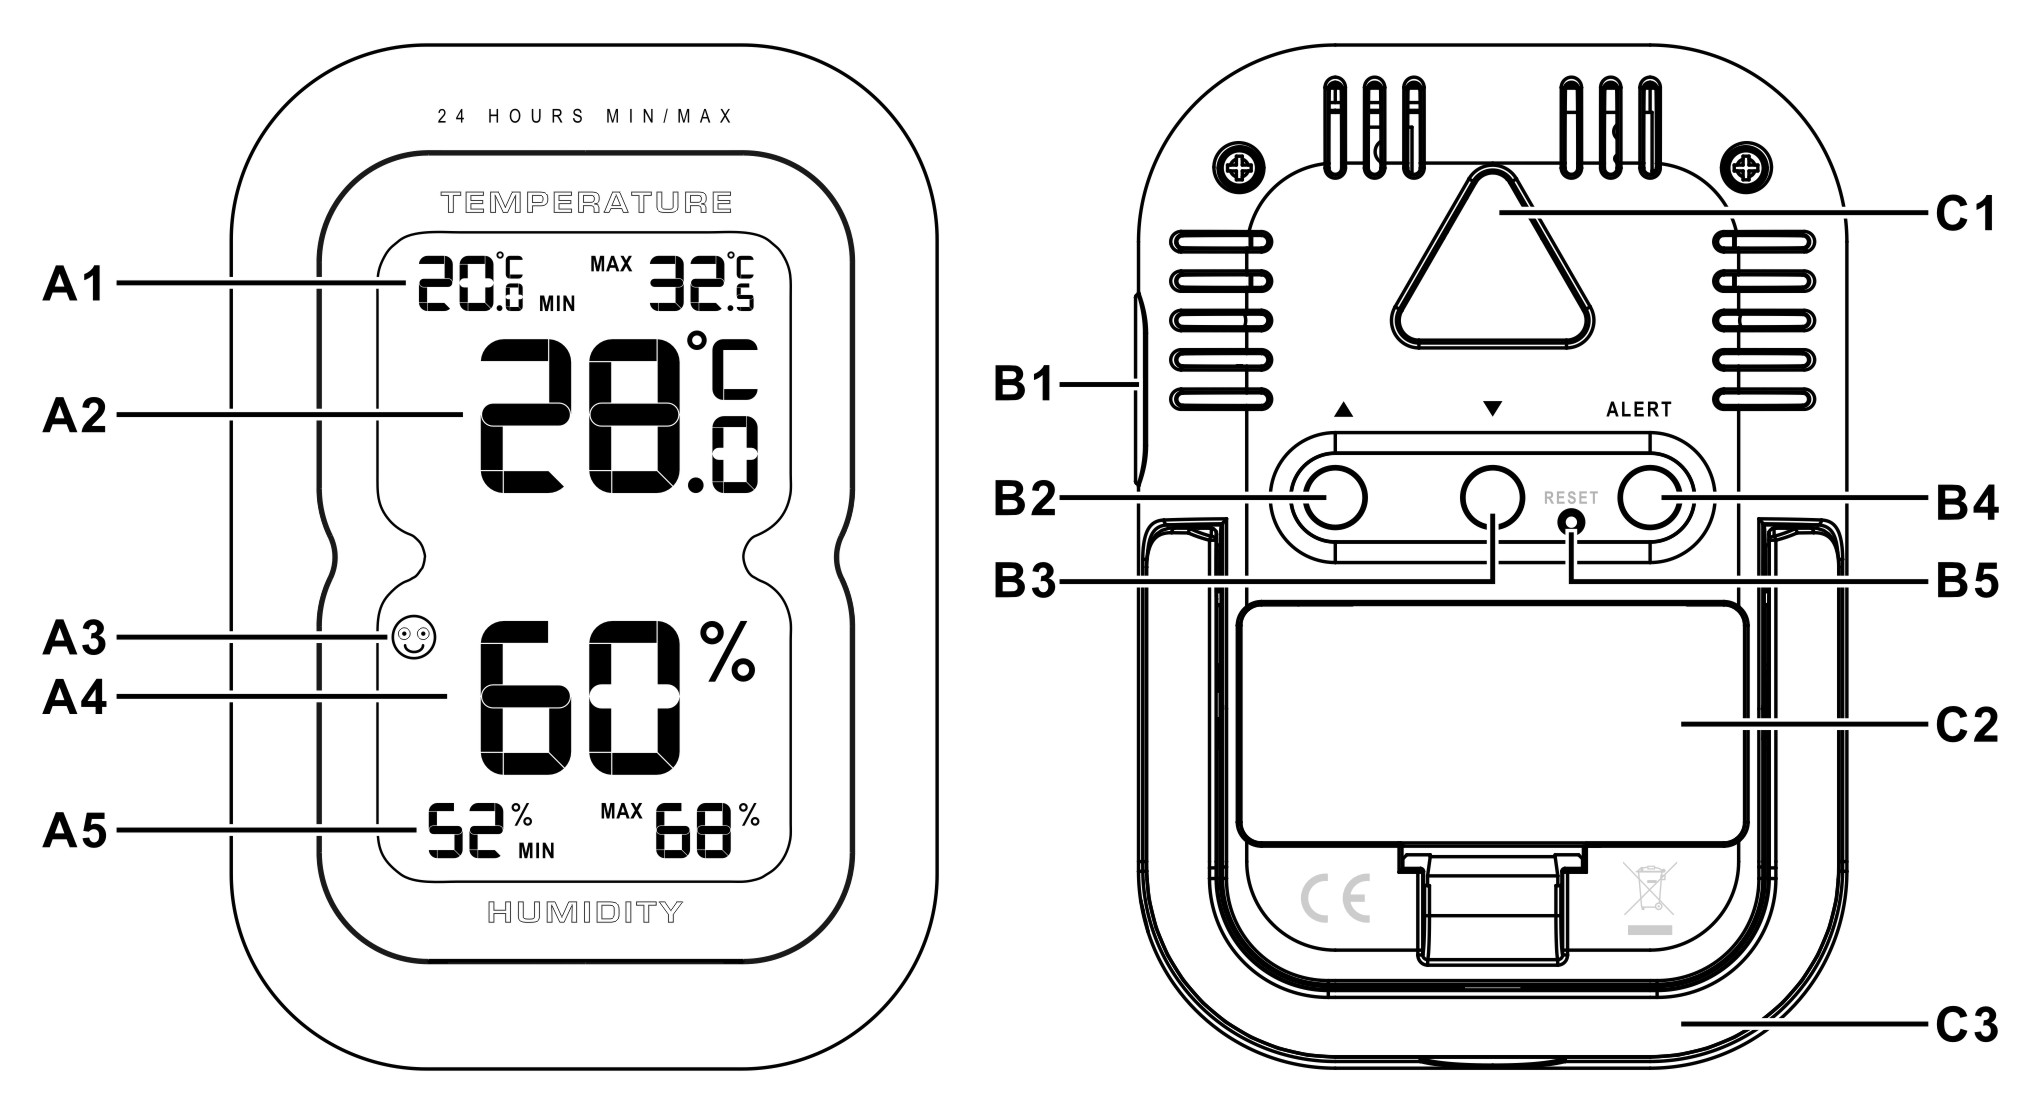 24 HOURS MIN/MAX
TEMPERATURE
A1
20.0 °C MIN MAX 32.5 °C
A2
28.0 °C
A3
A4
60 %
A5
52 % MIN MAX 68 %
HUMIDITY
C1
B1
▲ ▼ ALERT
B2
RESET
B4
B3
B5
C2
CE
C3